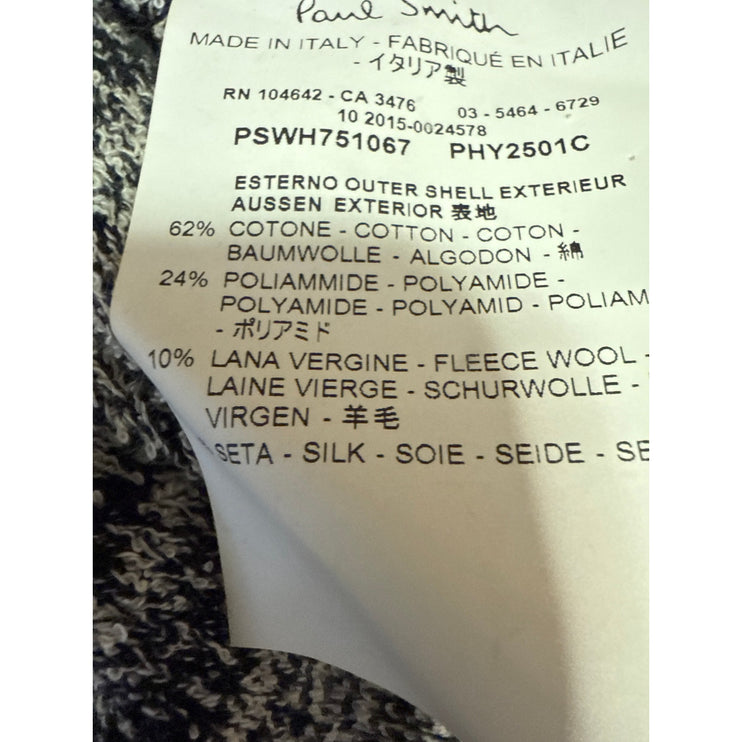 Paul Smith
MADE IN ITALY - FABRIQUÉ EN ITALIE
- イタリア製
RN 104642 - CA 3476 03 - 5464 - 6729
10 2015-0024578
PSWH751067 PHY2501C
ESTERNO OUTER SHELL EXTERIEUR
AUSSEN EXTERIOR 表地
62% COTONE - COTTON - COTON -
BAUMWOLLE - ALGODON - 綿
24% POLIAMMIDE - POLYAMIDE -
POLYAMIDE - POLYAMID - POLIAM
- ポリアミド
10% LANA VERGINE - FLEECE WOOL -
LAINE VIERGE - SCHURWOLLE -
VIRGEN - 羊毛
SETA - SILK - SOIE - SEIDE - SE